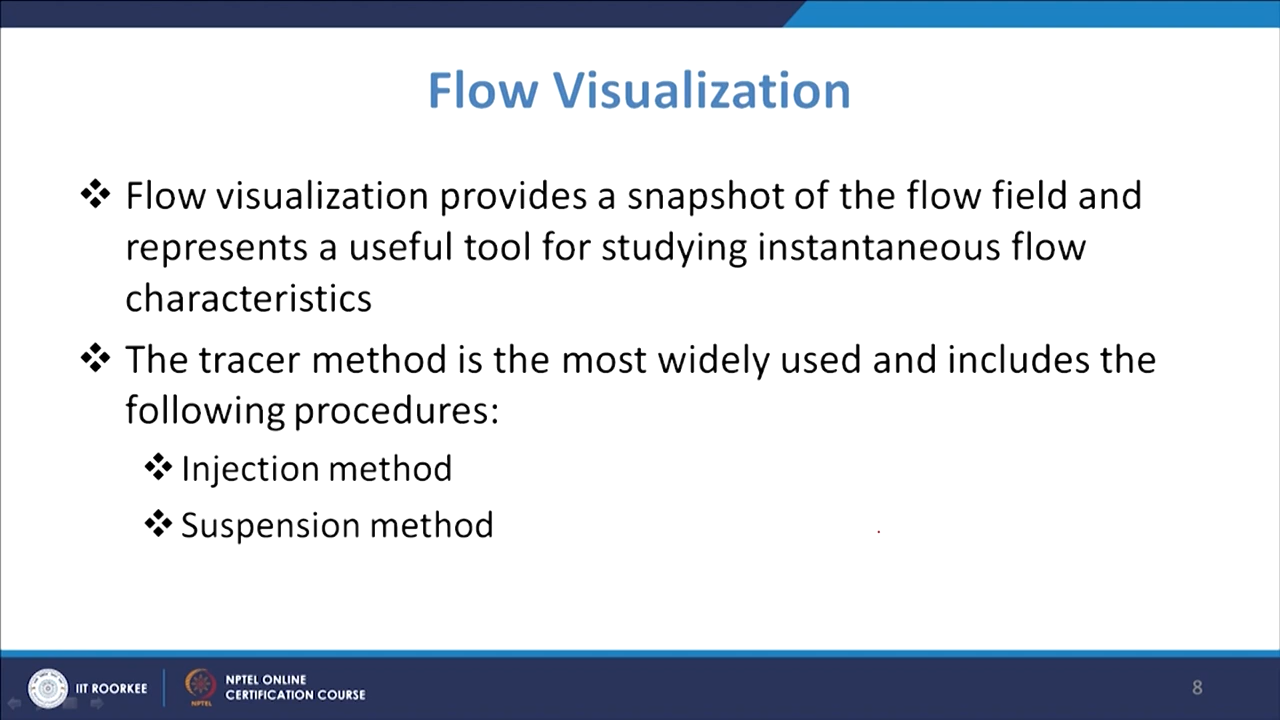 Flow Visualization
❖ Flow visualization provides a snapshot of the flow field and
represents a useful tool for studying instantaneous flow
characteristics
❖ The tracer method is the most widely used and includes the
following procedures:
❖ Injection method
❖ Suspension method
IIT ROORKEE
NPTEL
NPTEL ONLINE
CERTIFICATION COURSE
8